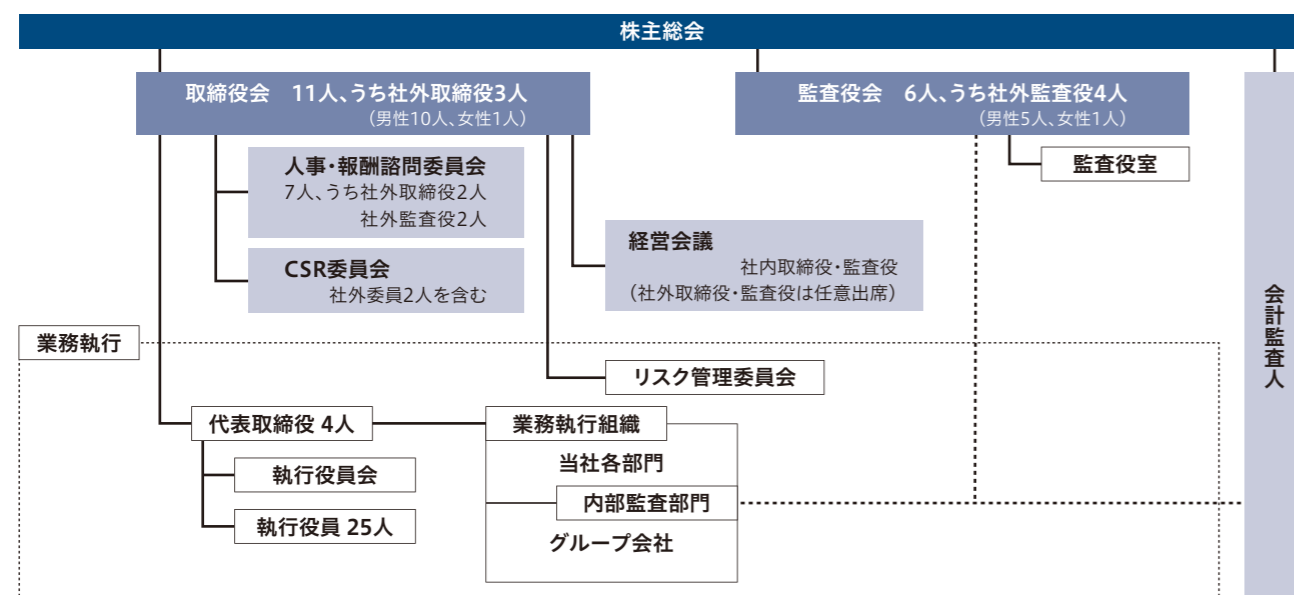 株主総会
取締役会　11人、うち社外取締役3人
（男性10人、女性1人）
監査役会　6人、うち社外監査役4人
（男性5人、女性1人）
監査役室
人事・報酬諮問委員会
7人、うち社外取締役2人
社外監査役2人
CSR委員会
社外委員2人を含む
経営会議
社内取締役・監査役
（社外取締役・監査役は任意出席）
会計監査人
業務執行
リスク管理委員会
代表取締役 4人
業務執行組織
当社各部門
執行役員会
内部監査部門
執行役員 25人
グループ会社